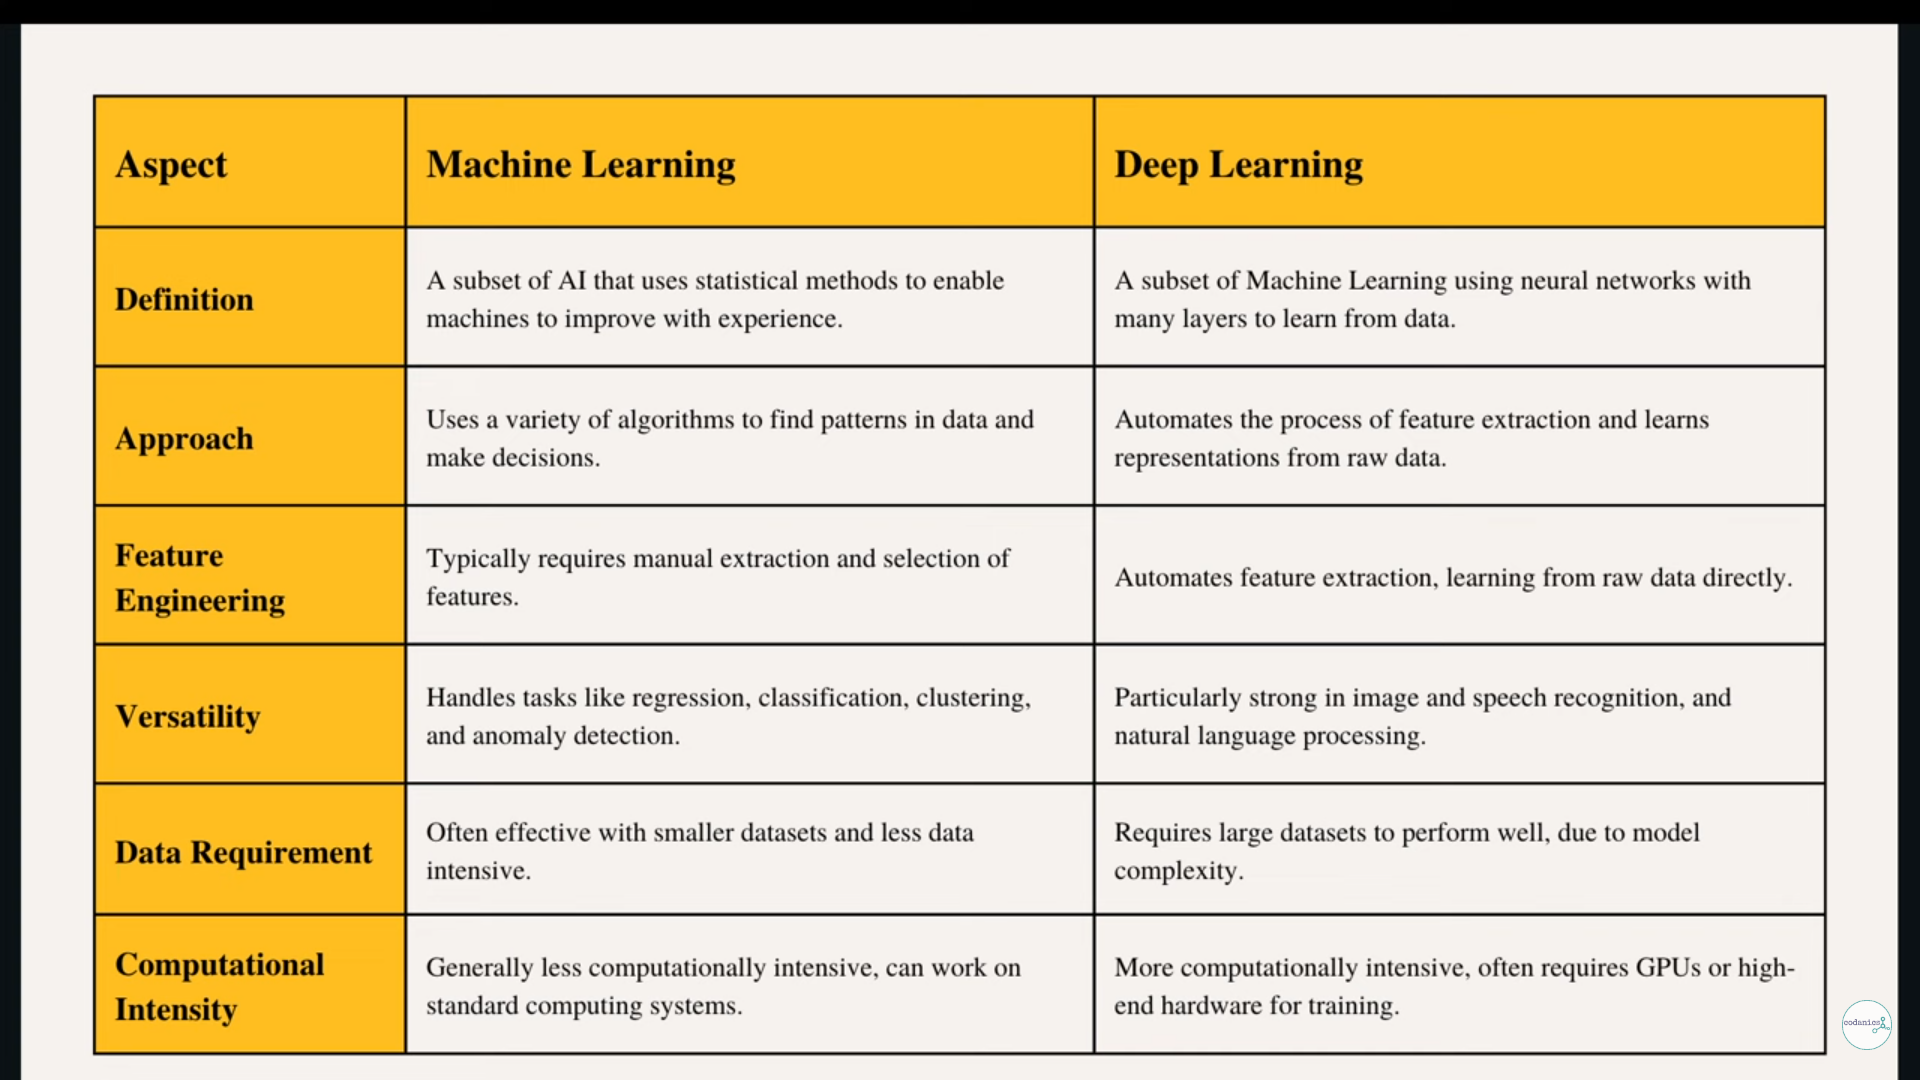 Aspect
Machine Learning
Deep Learning
Definition
A subset of AI that uses statistical methods to enable
machines to improve with experience.
A subset of Machine Learning using neural networks with
many layers to learn from data.
Approach
Uses a variety of algorithms to find patterns in data and
make decisions.
Automates the process of feature extraction and learns
representations from raw data.
Feature
Engineering
Typically requires manual extraction and selection of
features.
Automates feature extraction, learning from raw data directly.
Versatility
Handles tasks like regression, classification, clustering,
and anomaly detection.
Particularly strong in image and speech recognition, and
natural language processing.
Data Requirement
Often effective with smaller datasets and less data
intensive.
Requires large datasets to perform well, due to model
complexity.
Computational
Intensity
Generally less computationally intensive, can work on
standard computing systems.
More computationally intensive, often requires GPUs or high-
end hardware for training.
codanics